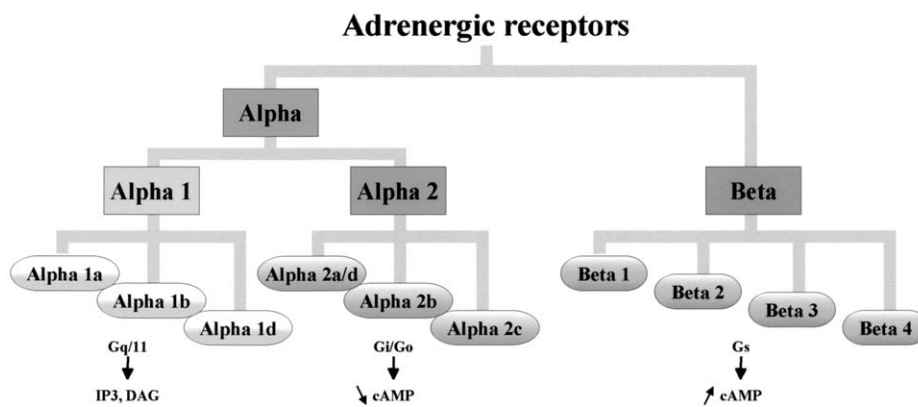 Adrenergic receptors
Alpha
Alpha 1
Alpha 2
Beta
Alpha 1a
Alpha 1b
Alpha 1d
Alpha 2a/d
Alpha 2b
Alpha 2c
Beta 1
Beta 2
Beta 3
Beta 4
Gq/11
IP3, DAG
Gi/Go
↘ cAMP
Gs
↗ cAMP